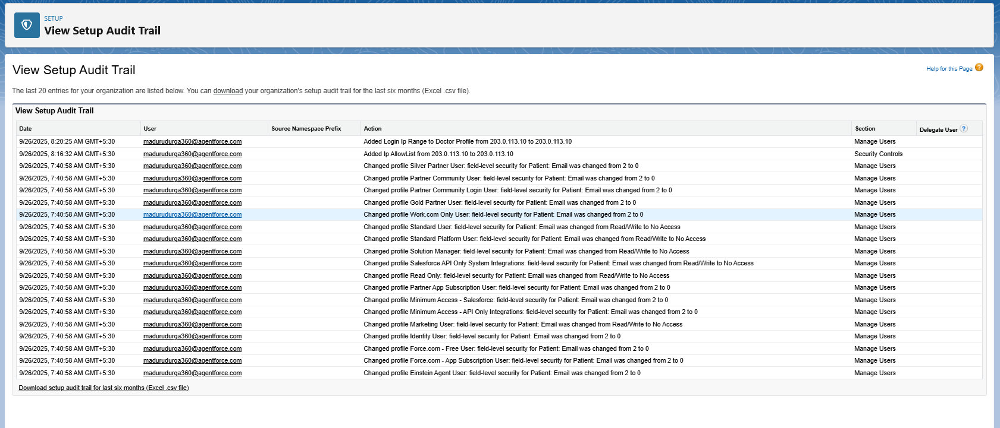 SETUP
View Setup Audit Trail
View Setup Audit Trail
Help for this Page ?
The last 20 entries for your organization are listed below. You can download your organization's setup audit trail for the last six months (Excel .csv file).
View Setup Audit Trail
Date User Source Namespace Prefix Action Section Delegate User ?
9/26/2025, 8:20:25 AM GMT+5:30 madurudurga360@agentforce.com Added Login Ip Range to Doctor Profile from 203.0.113.10 to 203.0.113.10 Manage Users
9/26/2025, 8:16:32 AM GMT+5:30 madurudurga360@agentforce.com Added Ip AllowList from 203.0.113.10 to 203.0.113.10 Security Controls
9/26/2025, 7:40:58 AM GMT+5:30 madurudurga360@agentforce.com Changed profile Silver Partner User: field-level security for Patient: Email was changed from 2 to 0 Manage Users
9/26/2025, 7:40:58 AM GMT+5:30 madurudurga360@agentforce.com Changed profile Partner Community User: field-level security for Patient: Email was changed from 2 to 0 Manage Users
9/26/2025, 7:40:58 AM GMT+5:30 madurudurga360@agentforce.com Changed profile Partner Community Login User: field-level security for Patient: Email was changed from 2 to 0 Manage Users
9/26/2025, 7:40:58 AM GMT+5:30 madurudurga360@agentforce.com Changed profile Gold Partner User: field-level security for Patient: Email was changed from 2 to 0 Manage Users
9/26/2025, 7:40:58 AM GMT+5:30 madurudurga360@agentforce.com Changed profile Work.com Only User: field-level security for Patient: Email was changed from 2 to 0 Manage Users
9/26/2025, 7:40:58 AM GMT+5:30 madurudurga360@agentforce.com Changed profile Standard User: field-level security for Patient: Email was changed from Read/Write to No Access Manage Users
9/26/2025, 7:40:58 AM GMT+5:30 madurudurga360@agentforce.com Changed profile Standard Platform User: field-level security for Patient: Email was changed from Read/Write to No Access Manage Users
9/26/2025, 7:40:58 AM GMT+5:30 madurudurga360@agentforce.com Changed profile Solution Manager: field-level security for Patient: Email was changed from Read/Write to No Access Manage Users
9/26/2025, 7:40:58 AM GMT+5:30 madurudurga360@agentforce.com Changed profile Salesforce API Only System Integrations: field-level security for Patient: Email was changed from Read/Write to No Access Manage Users
9/26/2025, 7:40:58 AM GMT+5:30 madurudurga360@agentforce.com Changed profile Read Only: field-level security for Patient: Email was changed from Read/Write to No Access Manage Users
9/26/2025, 7:40:58 AM GMT+5:30 madurudurga360@agentforce.com Changed profile Partner App Subscription User: field-level security for Patient: Email was changed from 2 to 0 Manage Users
9/26/2025, 7:40:58 AM GMT+5:30 madurudurga360@agentforce.com Changed profile Minimum Access - Salesforce: field-level security for Patient: Email was changed from 2 to 0 Manage Users
9/26/2025, 7:40:58 AM GMT+5:30 madurudurga360@agentforce.com Changed profile Minimum Access - API Only Integrations: field-level security for Patient: Email was changed from 2 to 0 Manage Users
9/26/2025, 7:40:58 AM GMT+5:30 madurudurga360@agentforce.com Changed profile Marketing User: field-level security for Patient: Email was changed from Read/Write to No Access Manage Users
9/26/2025, 7:40:58 AM GMT+5:30 madurudurga360@agentforce.com Changed profile Identity User: field-level security for Patient: Email was changed from 2 to 0 Manage Users
9/26/2025, 7:40:58 AM GMT+5:30 madurudurga360@agentforce.com Changed profile Force.com - Free User: field-level security for Patient: Email was changed from 2 to 0 Manage Users
9/26/2025, 7:40:58 AM GMT+5:30 madurudurga360@agentforce.com Changed profile Force.com - App Subscription User: field-level security for Patient: Email was changed from 2 to 0 Manage Users
9/26/2025, 7:40:58 AM GMT+5:30 madurudurga360@agentforce.com Changed profile Einstein Agent User: field-level security for Patient: Email was changed from 2 to 0 Manage Users
Download setup audit trail for last six months (Excel .csv file)